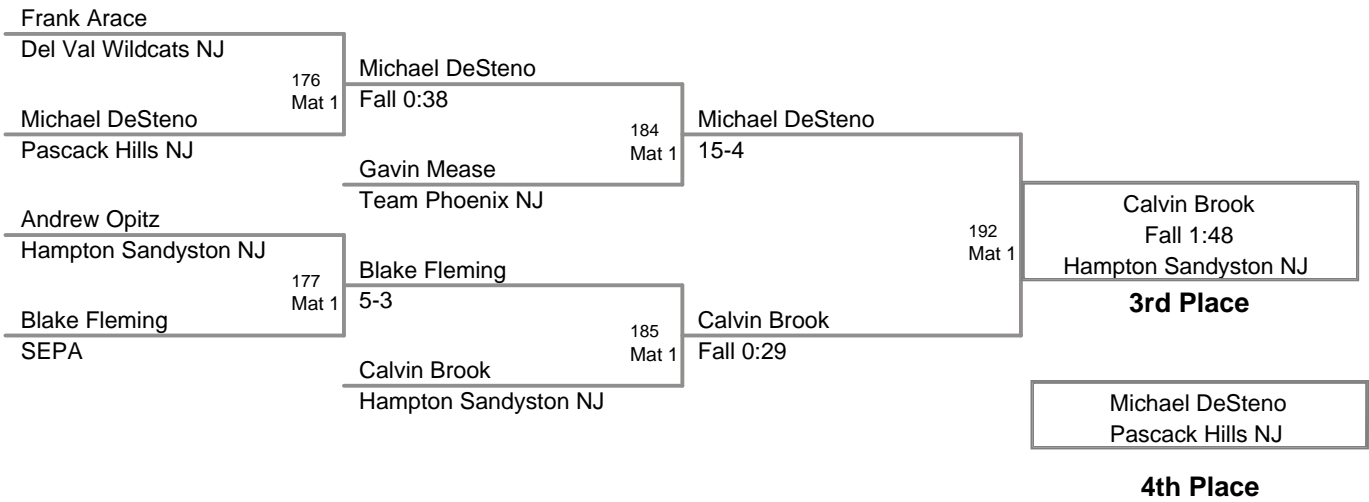 Frank Arace
Del Val Wildcats NJ
176
Mat 1
Michael DeSteno
Pascack Hills NJ
Andrew Opitz
Hampton Sandyston NJ
177
Mat 1
Blake Fleming
SEPA
Michael DeSteno
Fall 0:38
184
Mat 1
Gavin Mease
Team Phoenix NJ
Blake Fleming
5-3
185
Mat 1
Calvin Brook
Hampton Sandyston NJ
Michael DeSteno
15-4
192
Mat 1
Calvin Brook
Fall 0:29
Calvin Brook
Fall 1:48
Hampton Sandyston NJ
3rd Place
Michael DeSteno
Pascack Hills NJ
4th Place